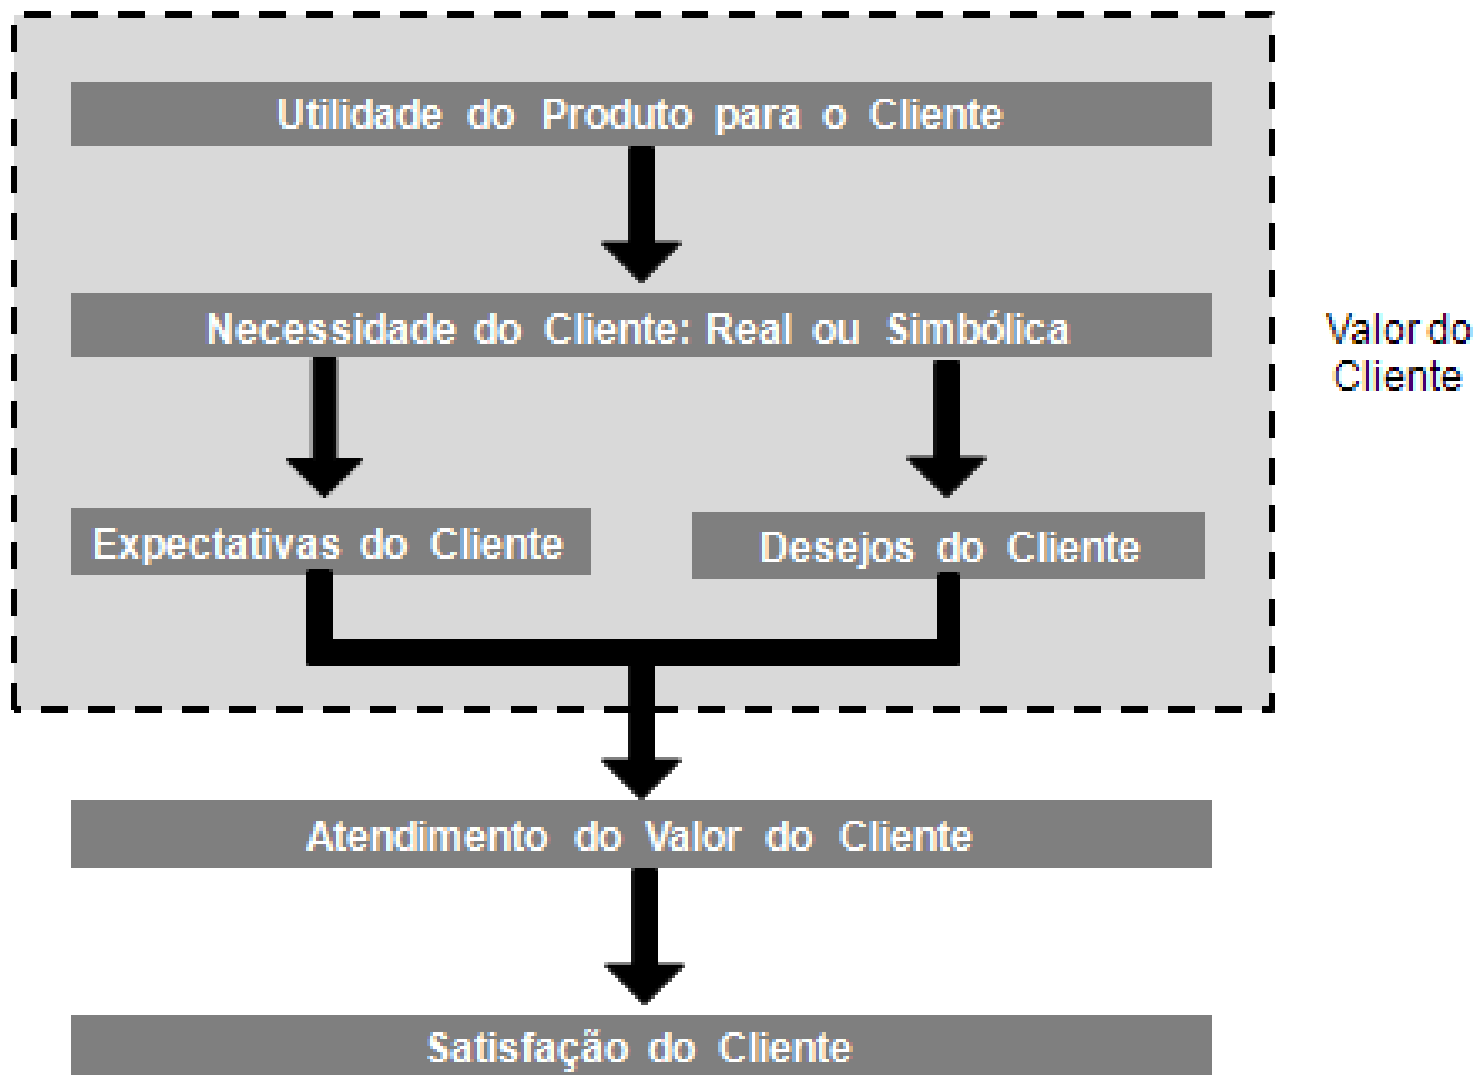 Utilidade do Produto para o Cliente
Necessidade do Cliente: Real ou Simbólica
Valor do
Cliente
Expectativas do Cliente
Desejos do Cliente
Atendimento do Valor do Cliente
Satisfação do Cliente